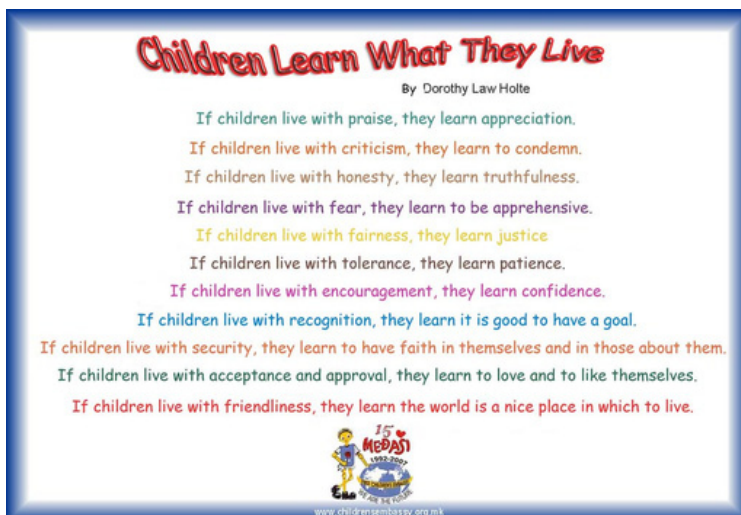 Children Learn What They Live
By Dorothy Law Holte
If children live with praise, they learn appreciation.
If children live with criticism, they learn to condemn.
If children live with honesty, they learn truthfulness.
If children live with fear, they learn to be apprehensive.
If children live with fairness, they learn justice
If children live with tolerance, they learn patience.
If children live with encouragement, they learn confidence.
If children live with recognition, they learn it is good to have a goal.
If children live with security, they learn to have faith in themselves and in those about them.
If children live with acceptance and approval, they learn to love and to like themselves.
If children live with friendliness, they learn the world is a nice place in which to live.
15
MEĐAŠI
1992-2007
WE ARE THE FUTURE
www.childrensembassy.org.mk